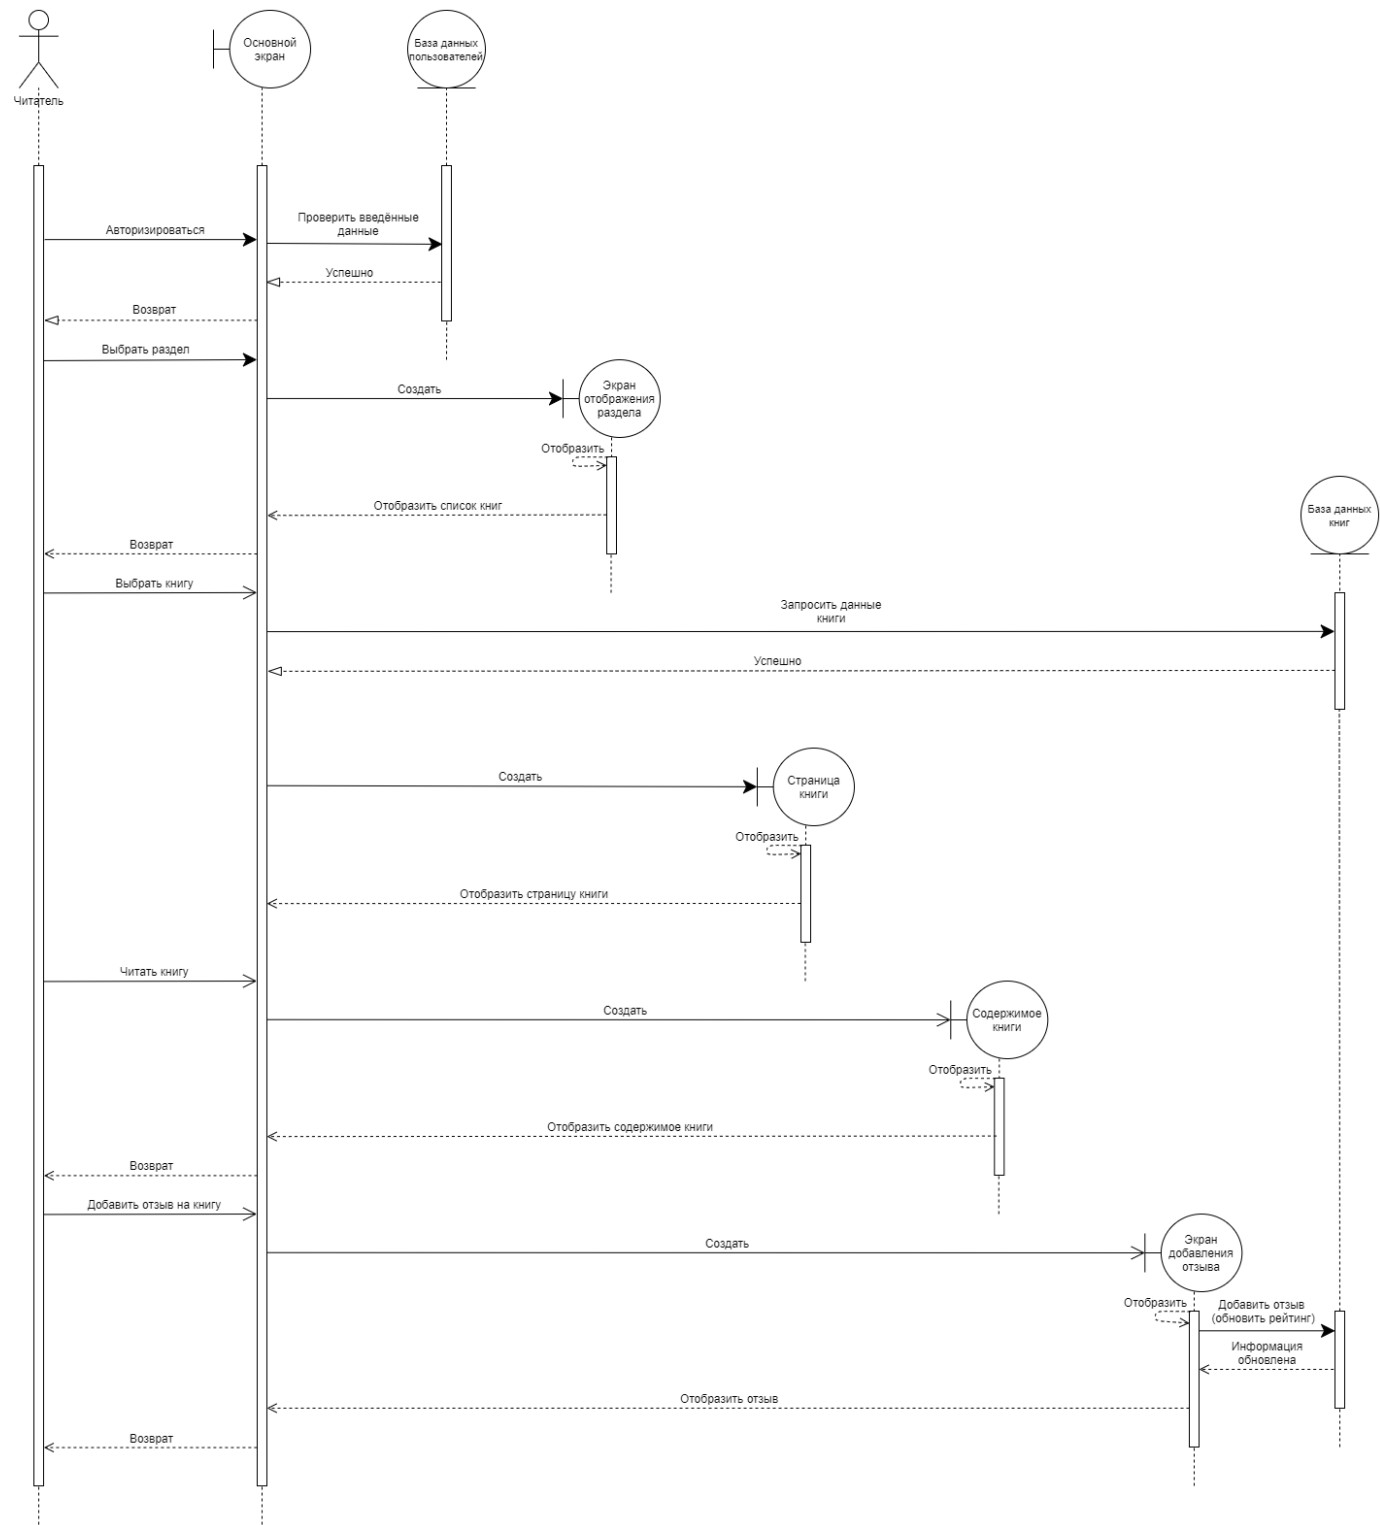 Основной
экран
База данных
пользователей
Читатель
Авторизироваться
Проверить введённые
данные
Успешно
Возврат
Выбрать раздел
Создать
Экран
отображения
раздела
Отобразить
Отобразить список книг
База данных
книг
Возврат
Выбрать книгу
Запросить данные
книги
Успешно
Создать
Страница
книги
Отобразить
Отобразить страницу книги
Читать книгу
Создать
Содержимое
книги
Отобразить
Отобразить содержимое книги
Возврат
Добавить отзыв на книгу
Создать
Экран
добавления
отзыва
Отобразить
Добавить отзыв
(обновить рейтинг)
Информация
обновлена
Отобразить отзыв
Возврат